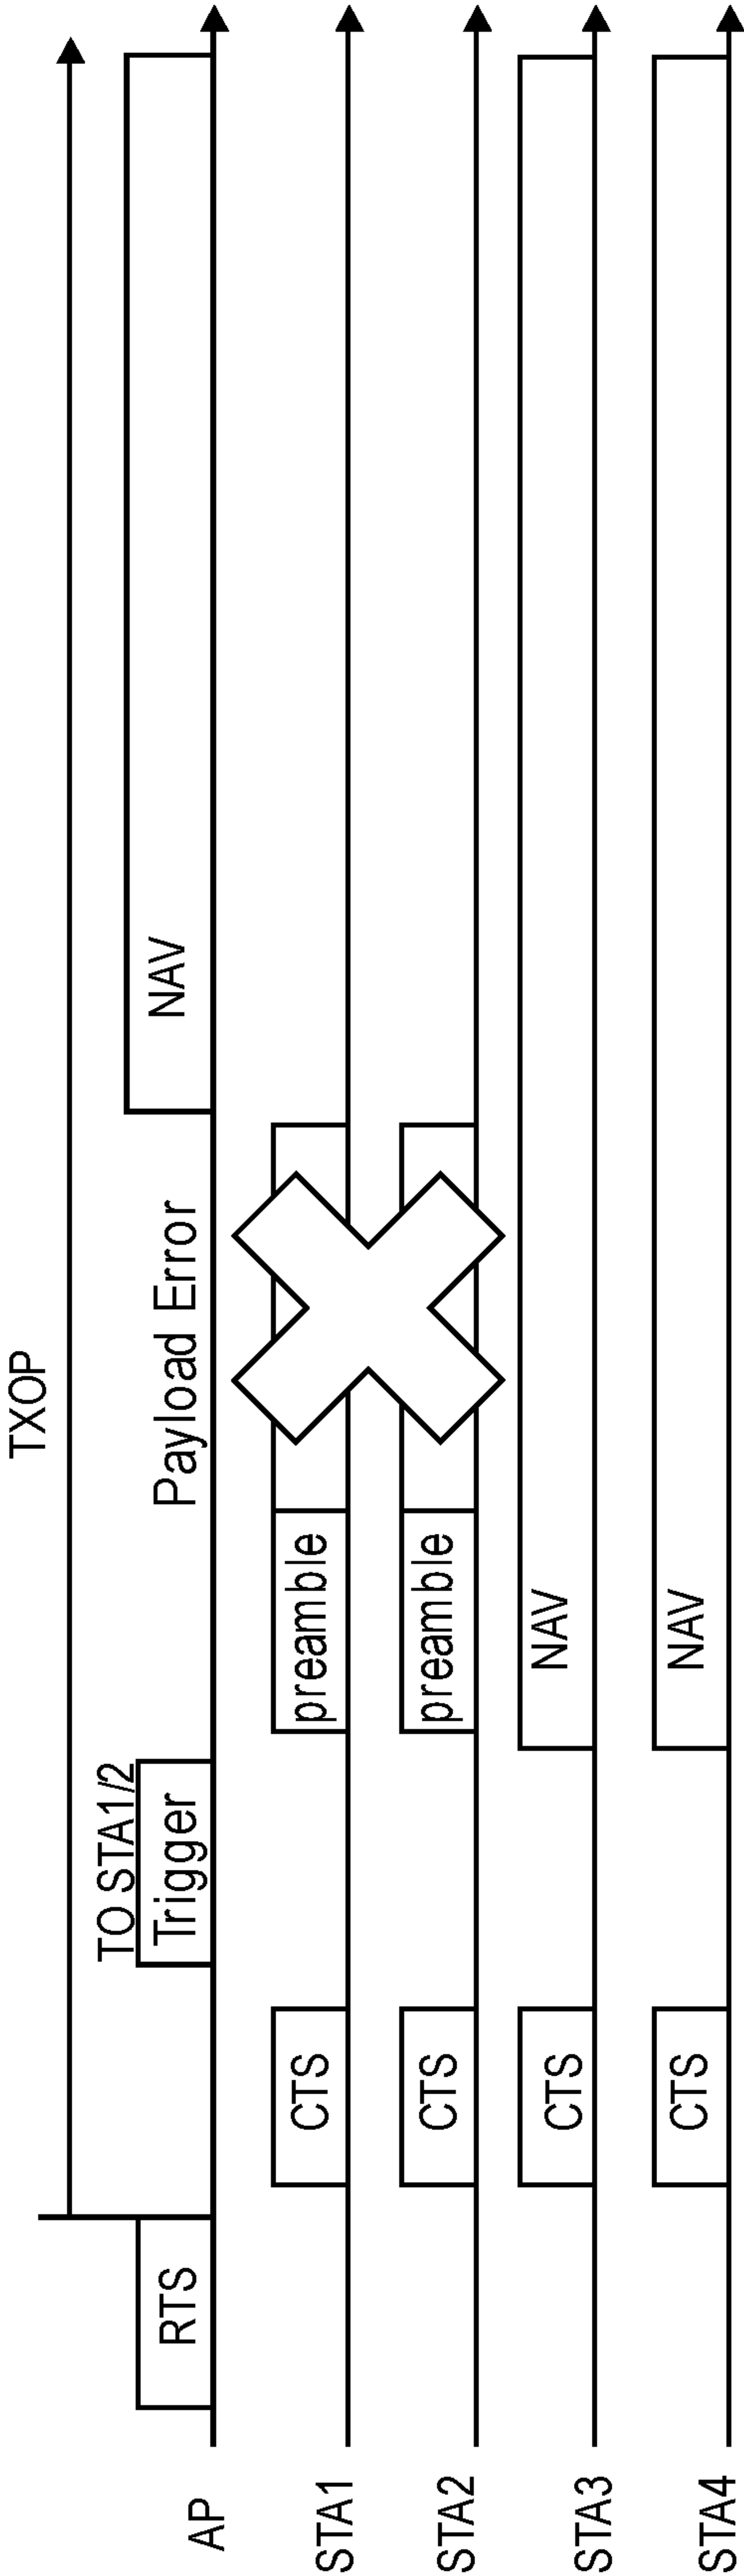 TXOP
AP
RTS
TO STA1/2
Trigger
Payload Error
NAV
STA1
CTS
preamble
STA2
CTS
preamble
STA3
CTS
NAV
STA4
CTS
NAV